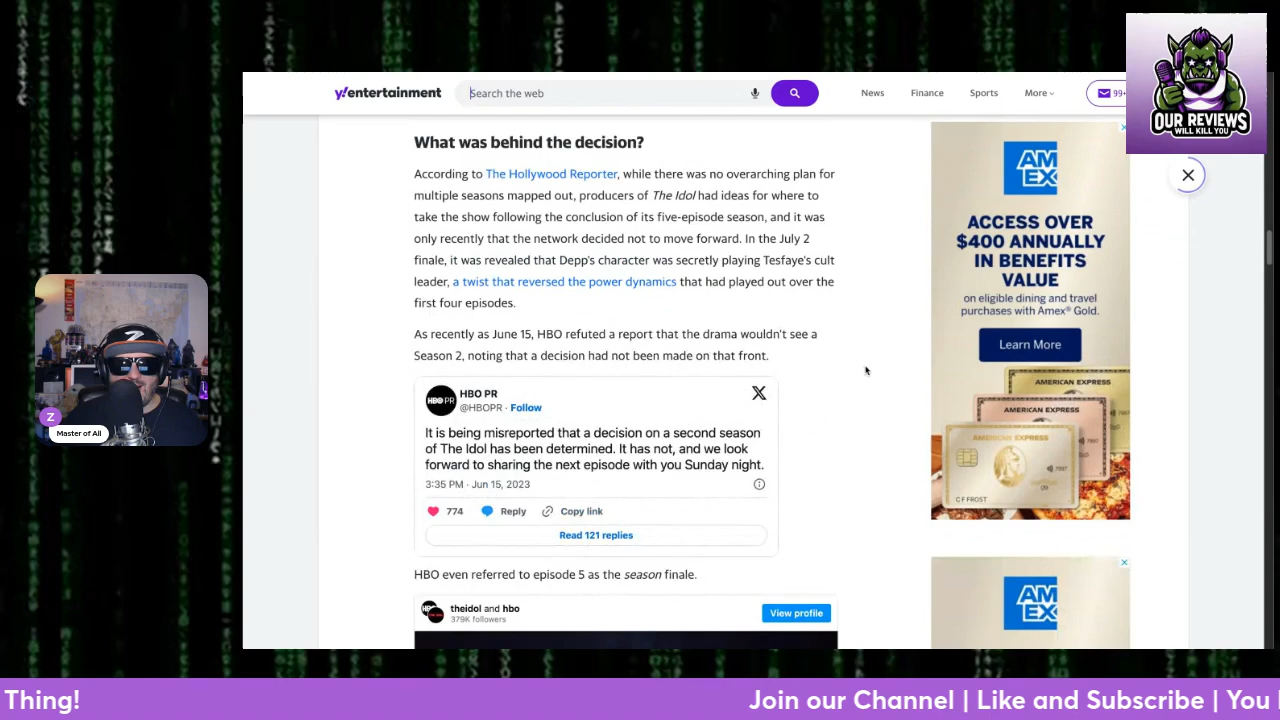 y!entertainment
Search the web
News
Finance
Sports
More
99+
OUR REVIEWS
WILL KILL YOU
What was behind the decision?
According to The Hollywood Reporter, while there was no overarching plan for
multiple seasons mapped out, producers of The Idol had ideas for where to
take the show following the conclusion of its five-episode season, and it was
only recently that the network decided not to move forward. In the July 2
finale, it was revealed that Depp's character was secretly playing Tesfaye's cult
leader, a twist that reversed the power dynamics that had played out over the
first four episodes.
As recently as June 15, HBO refuted a report that the drama wouldn't see a
Season 2, noting that a decision had not been made on that front.
HBO PR
HBO PR
@HBOPR · Follow
It is being misreported that a decision on a second season
of The Idol has been determined. It has not, and we look
forward to sharing the next episode with you Sunday night.
3:35 PM · Jun 15, 2023
774
Reply
Copy link
Read 121 replies
HBO even referred to episode 5 as the season finale.
theidol and hbo
379K followers
View profile
AM
EX
ACCESS OVER
$400 ANNUALLY
IN BENEFITS
VALUE
on eligible dining and travel
purchases with Amex® Gold.
Learn More
AMERICAN EXPRESS
AMERICAN EXPRESS
AMERICAN EXPRESS
C F FROST
AM
EX
Z
Z
Master of All
Thing!
Join our Channel | Like and Subscribe | You